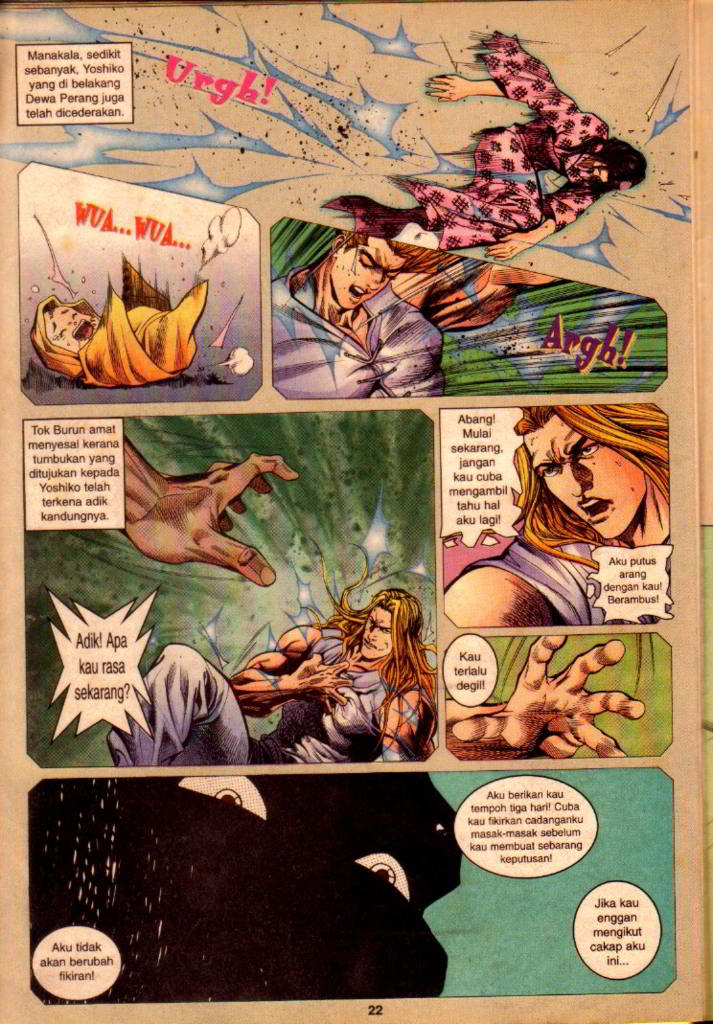 Manakala, sedikit
sebanyak, Yoshiko
yang di belakang
Dewa Perang juga
telah dicederakan.
Urgh!
WUA... WUA...
Argh!
Tok Burun amat
menyesal kerana
tumbukan yang
ditujukan kepada
Yoshiko telah
terkena adik
kandungnya.
Adik! Apa
kau rasa
sekarang?
Abang!
Mulai
sekarang,
jangan
kau cuba
mengambil
tahu hal
aku lagi!
Aku putus
arang
dengan kau!
Berambus!
Kau
terlalu
degil!
Aku berikan kau
tempoh tiga hari! Cuba
kau fikirkan cadanganku
masak-masak sebelum
kau membuat sebarang
keputusan!
Jika kau
enggan
mengikut
cakap aku
ini...
Aku tidak
akan berubah
fikiran!
22